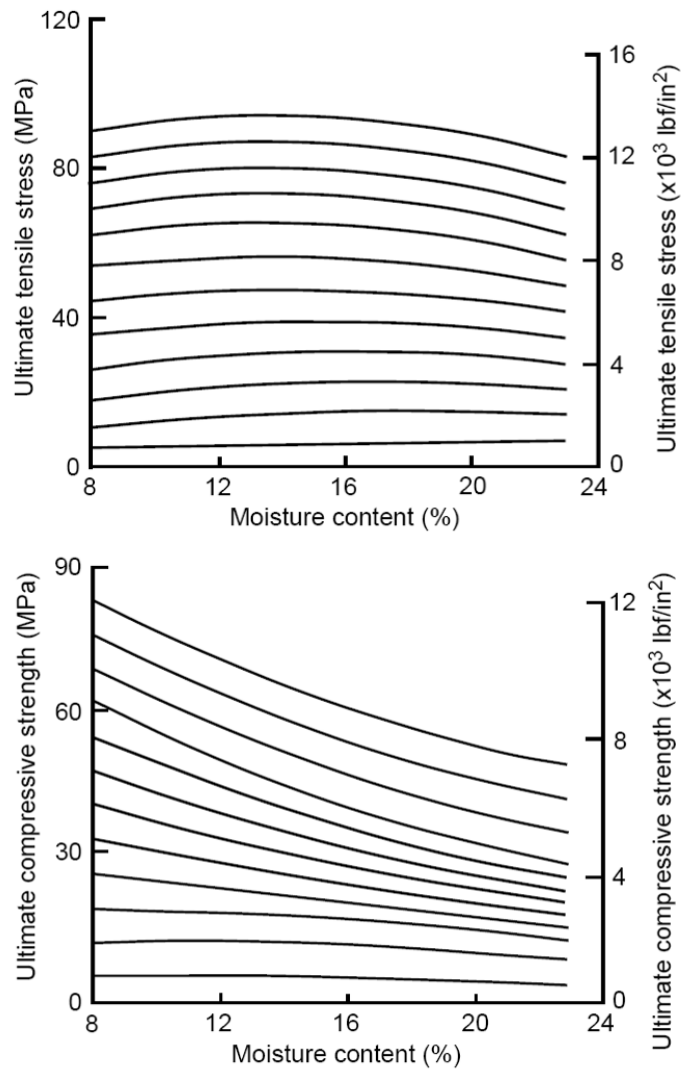 120
80
40
0
Ultimate tensile stress (MPa)
16
12
8
4
0
Ultimate tensile stress (x10³ lbf/in²)
8 12 16 20 24
Moisture content (%)
90
60
30
0
Ultimate compressive strength (MPa)
12
8
4
0
Ultimate compressive strength (x10³ lbf/in²)
8 12 16 20 24
Moisture content (%)